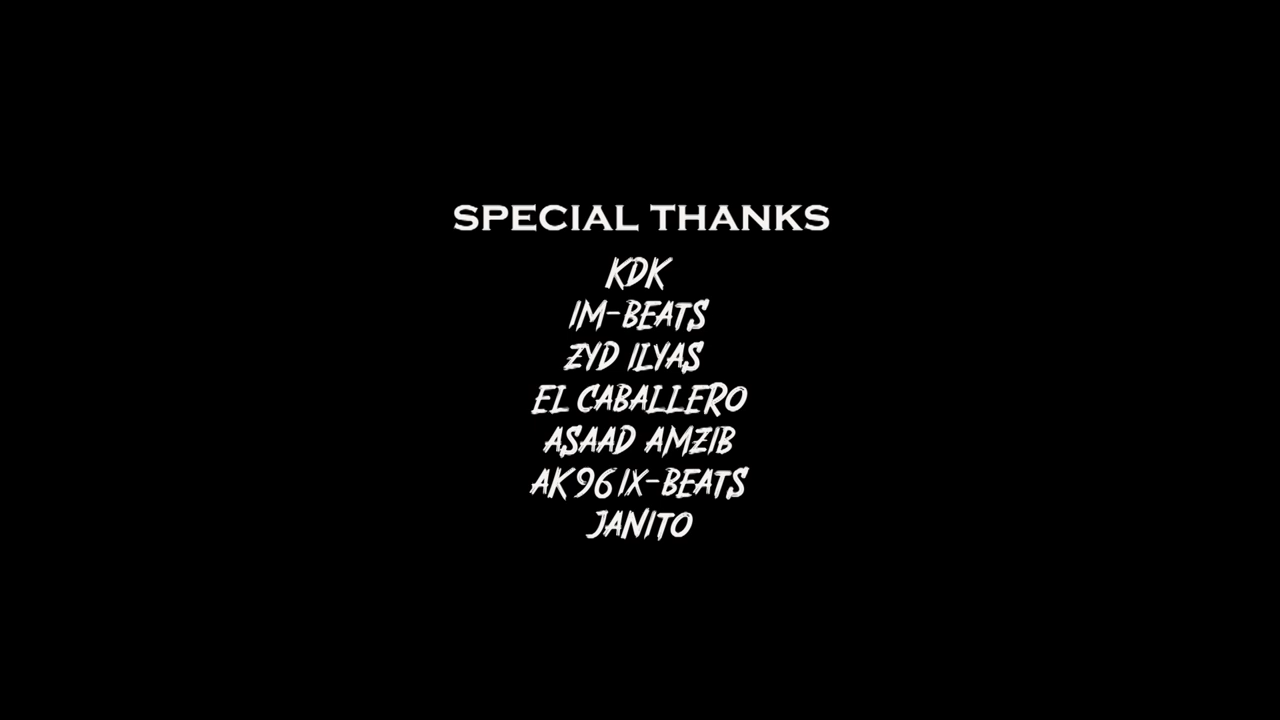 SPECIAL THANKS
KDK
IM-BEATS
ZYD ILYAS
EL CABALLERO
ASAAD AMZIB
AK96IX-BEATS
JANITO